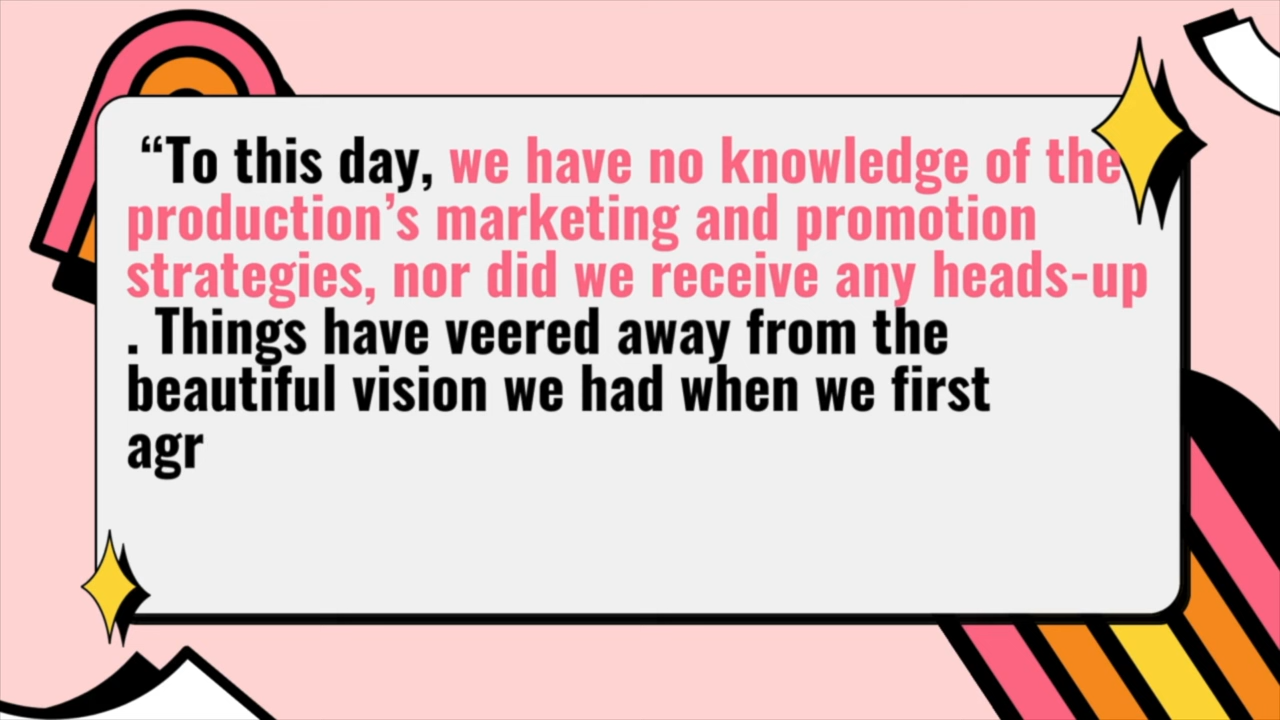 “To this day, we have no knowledge of the
production’s marketing and promotion
strategies, nor did we receive any heads-up
. Things have veered away from the
beautiful vision we had when we first
agr